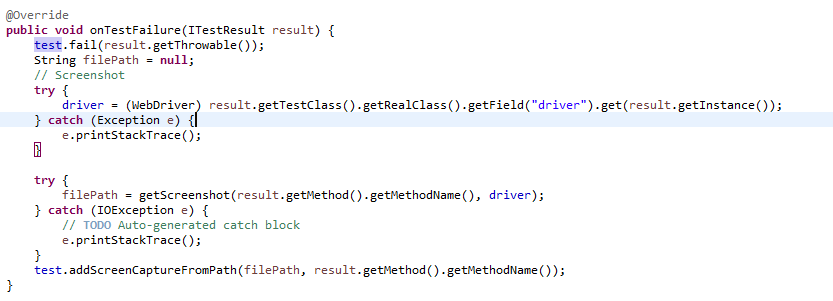 @Override
public void onTestFailure(ITestResult result) {
    test.fail(result.getThrowable());
    String filePath = null;
    // Screenshot
    try {
        driver = (WebDriver) result.getTestClass().getRealClass().getField("driver").get(result.getInstance());
    } catch (Exception e) {
        e.printStackTrace();
    }

    try {
        filePath = getScreenshot(result.getMethod().getMethodName(), driver);
    } catch (IOException e) {
        // TODO Auto-generated catch block
        e.printStackTrace();
    }
    test.addScreenCaptureFromPath(filePath, result.getMethod().getMethodName());
}